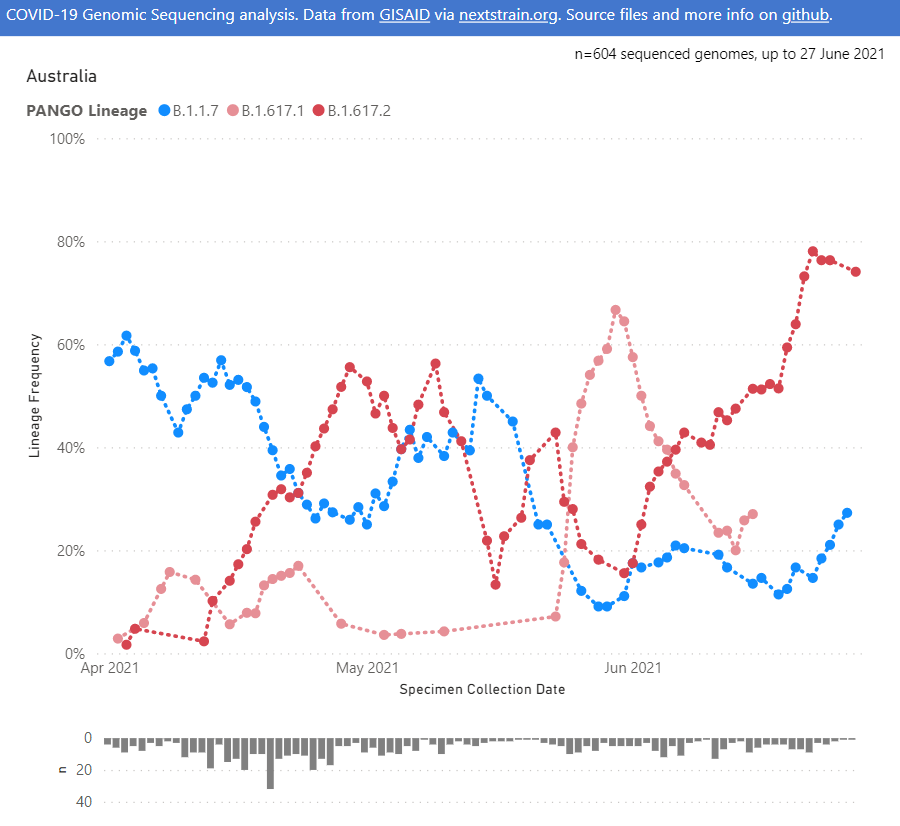 COVID-19 Genomic Sequencing analysis. Data from GISAID via nextstrain.org. Source files and more info on github.
n=604 sequenced genomes, up to 27 June 2021
Australia
PANGO Lineage B.1.1.7 B.1.617.1 B.1.617.2
100%
80%
60%
40%
20%
0%
Lineage Frequency
Apr 2021 May 2021 Jun 2021
Specimen Collection Date
0
20
40
n